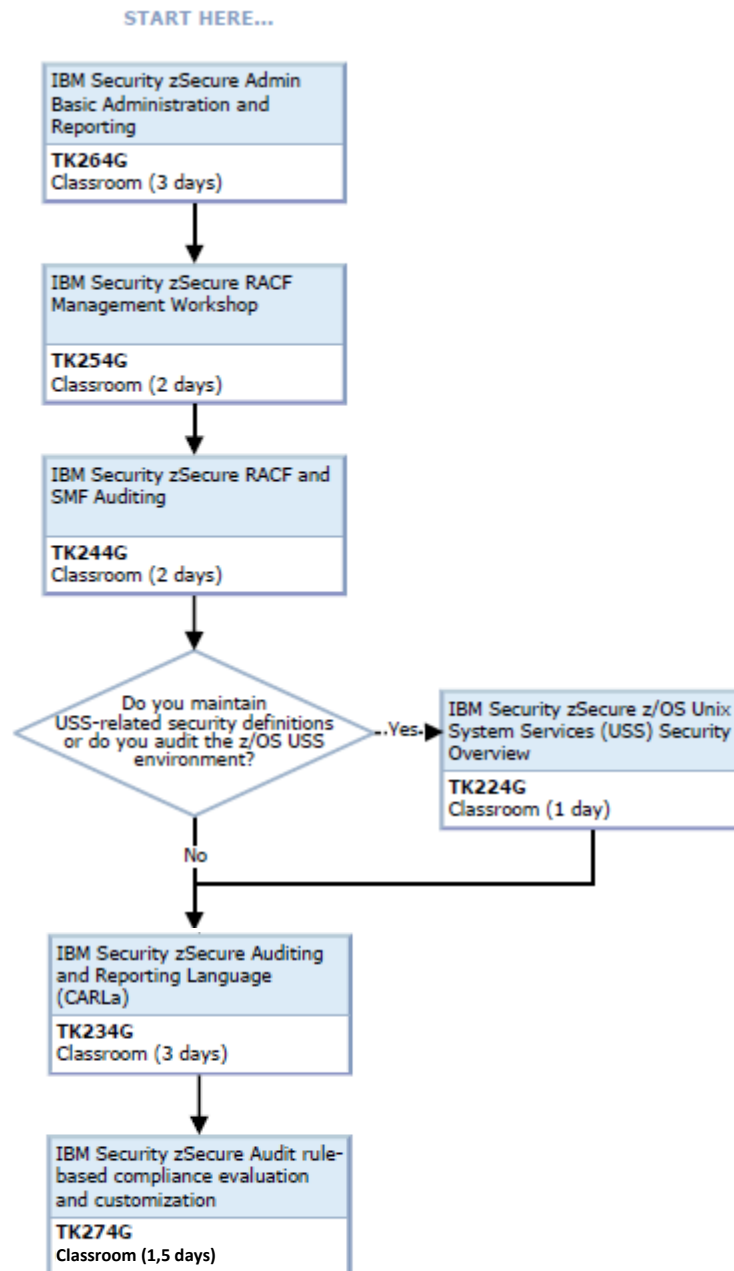 START HERE...
IBM Security zSecure Admin
Basic Administration and
Reporting
TK264G
Classroom (3 days)
IBM Security zSecure RACF
Management Workshop
TK254G
Classroom (2 days)
IBM Security zSecure RACF and
SMF Auditing
TK244G
Classroom (2 days)
Do you maintain
USS-related security definitions
or do you audit the z/OS USS
environment?
Yes
IBM Security zSecure z/OS Unix
System Services (USS) Security
Overview
TK224G
Classroom (1 day)
No
IBM Security zSecure Auditing
and Reporting Language
(CARLa)
TK234G
Classroom (3 days)
IBM Security zSecure Audit rule-
based compliance evaluation
and customization
TK274G
Classroom (1,5 days)